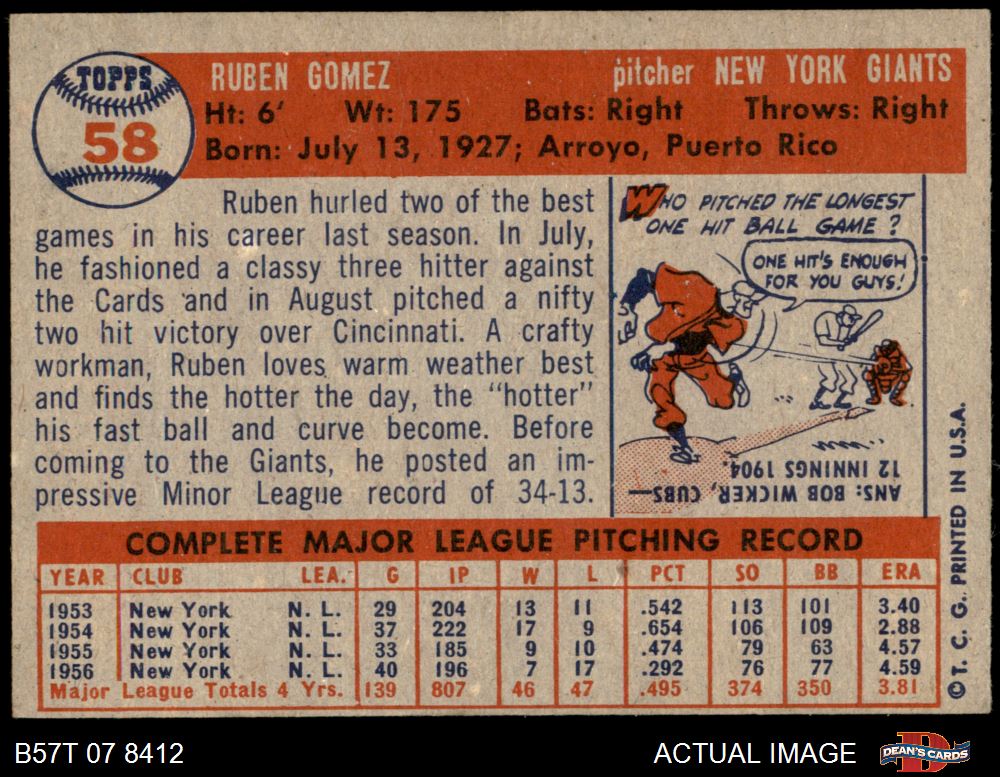 TOPPS
58
RUBEN GOMEZ pitcher NEW YORK GIANTS
Ht: 6' Wt: 175 Bats: Right Throws: Right
Born: July 13, 1927; Arroyo, Puerto Rico
Ruben hurled two of the best
games in his career last season. In July,
he fashioned a classy three hitter against
the Cards and in August pitched a nifty
two hit victory over Cincinnati. A crafty
workman, Ruben loves warm weather best
and finds the hotter the day, the "hotter"
his fast ball and curve become. Before
coming to the Giants, he posted an im-
pressive Minor League record of 34-13.
WHO PITCHED THE LONGEST
ONE HIT BALL GAME ?
ONE HIT'S ENOUGH
FOR YOU GUYS!
ANS: BOB WICKER, CUBS—
12 INNINGS 1904.
COMPLETE MAJOR LEAGUE PITCHING RECORD
YEAR CLUB LEA. G IP W L PCT SO BB ERA
1953 New York N. L. 29 204 13 11 .542 113 101 3.40
1954 New York N. L. 37 222 17 9 .654 106 109 2.88
1955 New York N. L. 33 185 9 10 .474 79 63 4.57
1956 New York N. L. 40 196 7 17 .292 76 77 4.59
Major League Totals 4 Yrs. 139 807 46 47 .495 374 350 3.81
© T. C. G. PRINTED IN U.S.A.
B57T 07 8412 ACTUAL IMAGE DEAN'S CARDS